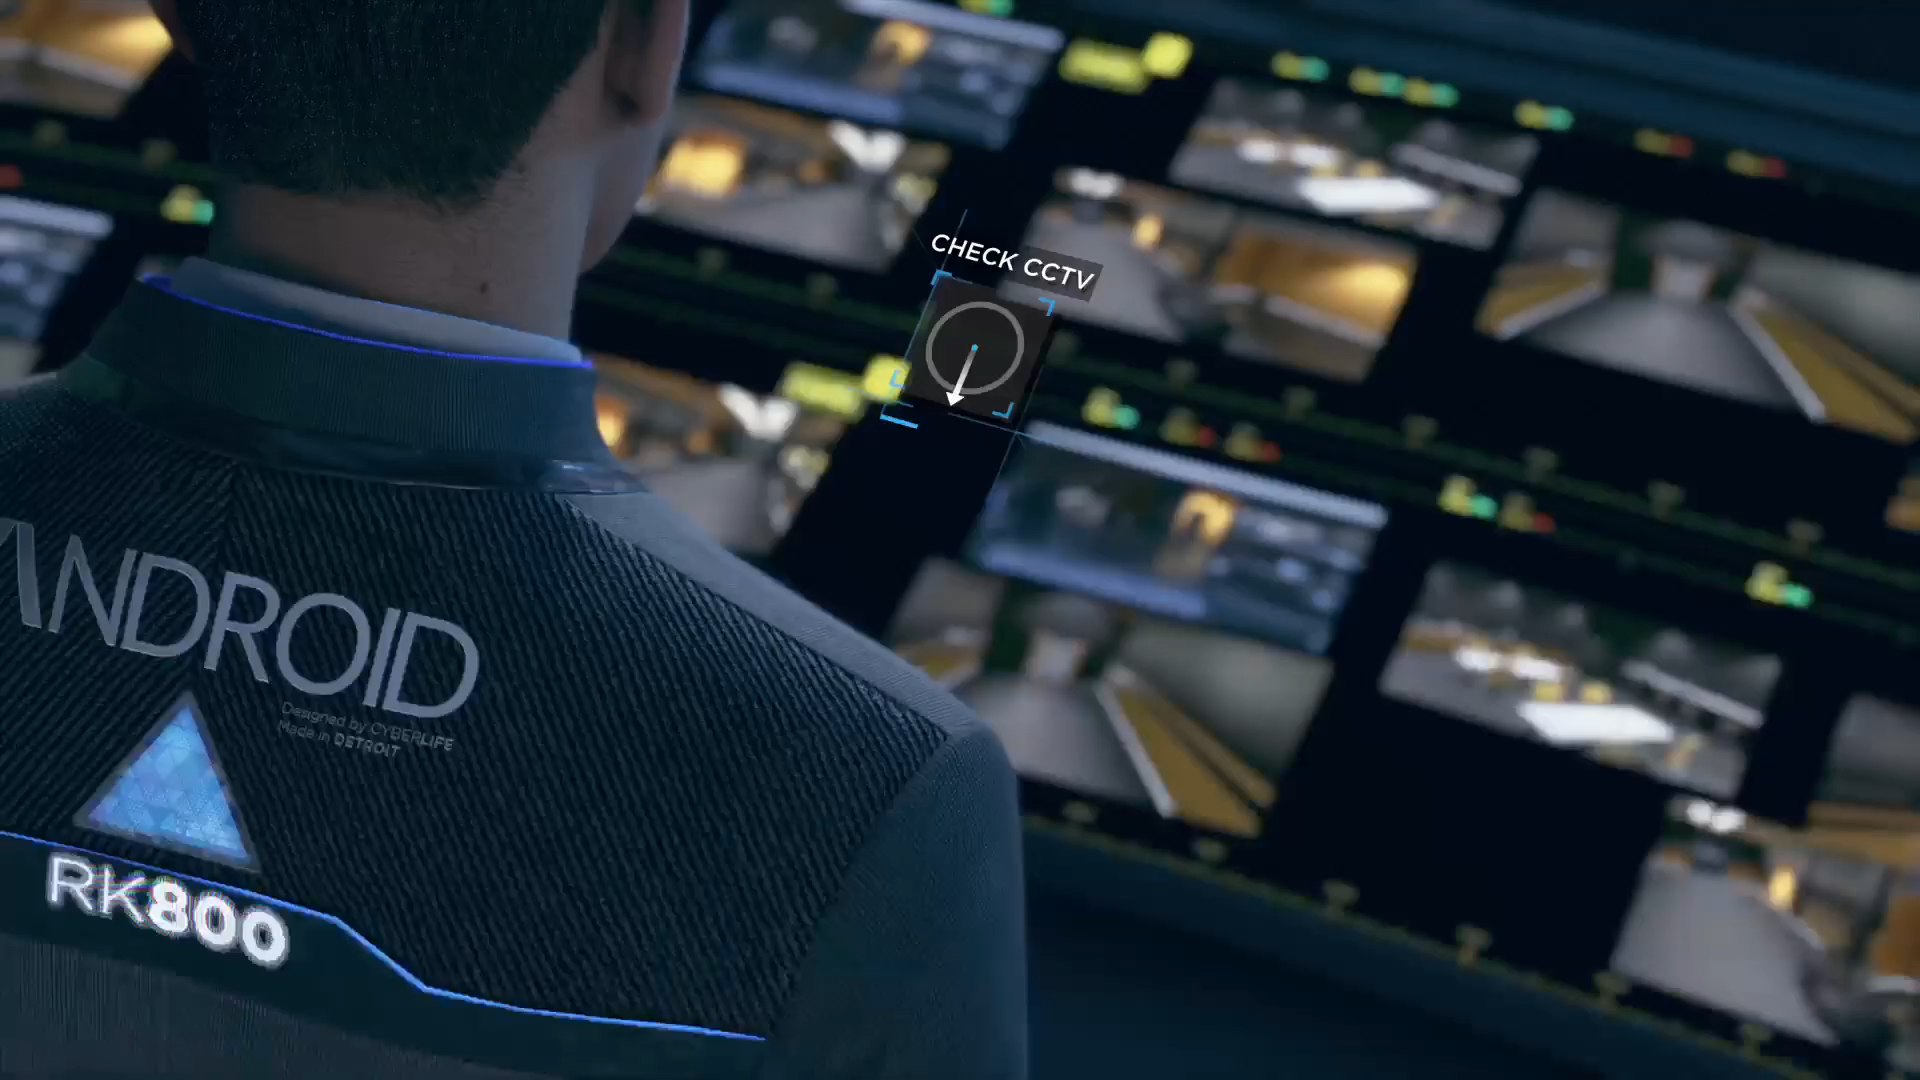 CHECK CCTV
ANDROID
Designed by CYBERLIFE
Made in DETROIT
RK800